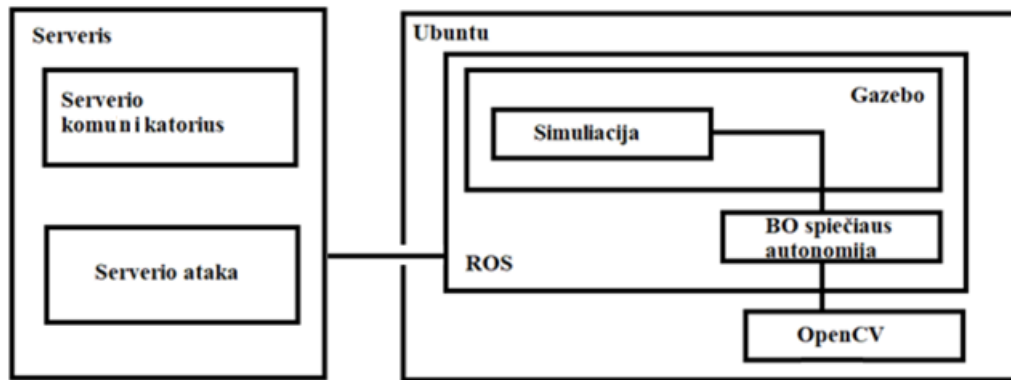 Serveris
Serverio
komunikatorius
Serverio ataka
Ubuntu
Gazebo
Simuliacija
BO spiečiaus
autonomija
ROS
OpenCV